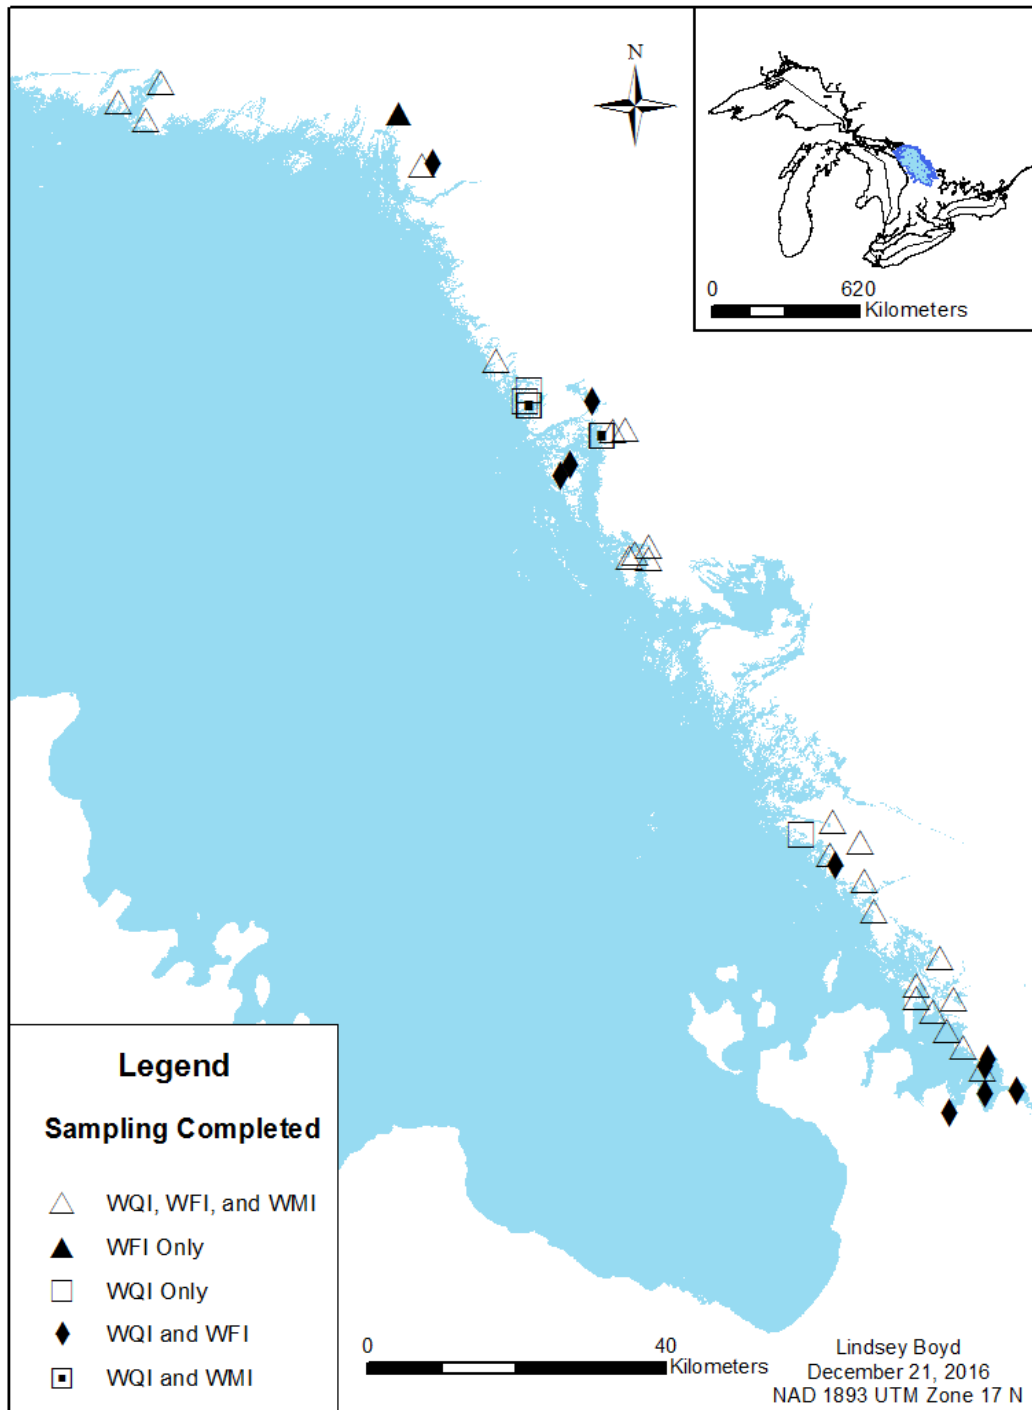 N
0 620
Kilometers
Legend
Sampling Completed
WQI, WFI, and WMI
WFI Only
WQI Only
WQI and WFI
WQI and WMI
0 40
Kilometers
Lindsey Boyd
December 21, 2016
NAD 1893 UTM Zone 17 N